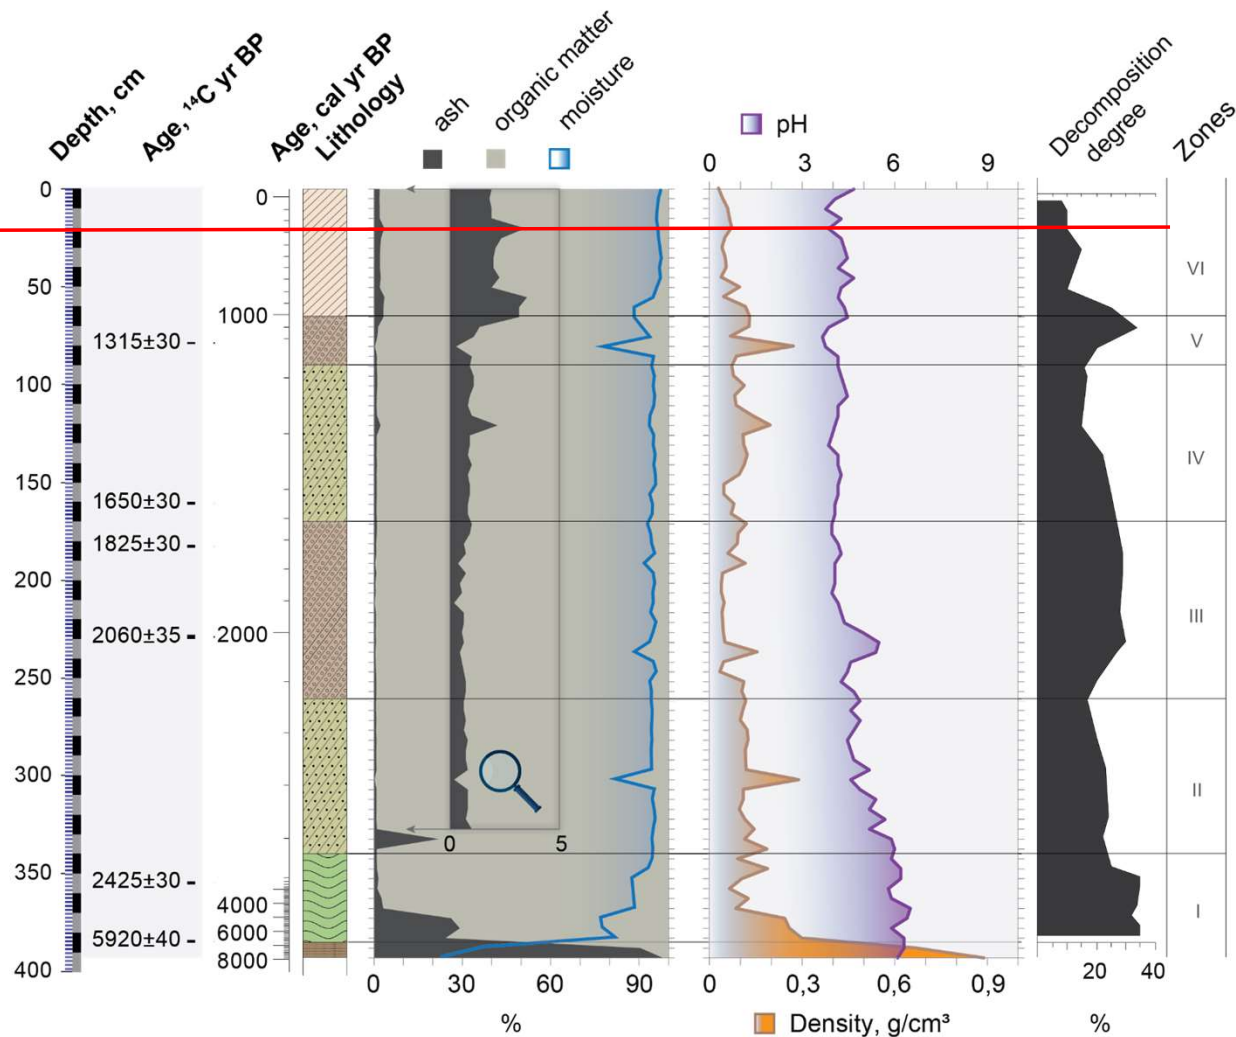 Depth, cm
Age, ¹⁴C yr BP
Age, cal yr BP
Lithology
ash
organic matter
moisture
pH
Decomposition
degree
Zones
0 3 6 9
0
50
100
150
200
250
300
350
400
1315±30 -
1650±30 -
1825±30 -
2060±35 -
2425±30 -
5920±40 -
0
1000
2000
4000
6000
8000
0 5
VI
V
IV
III
II
I
0 30 60 90
%
0 0,3 0,6 0,9
Density, g/cm³
20 40
%